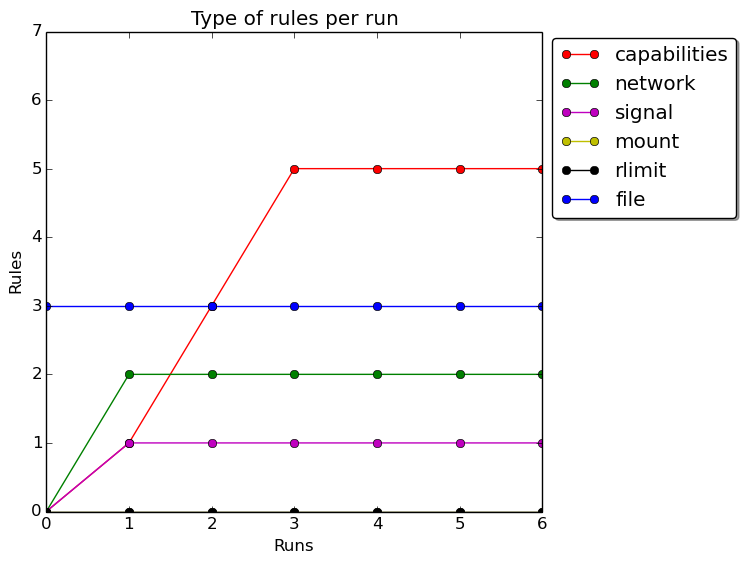 Type of rules per run
7
6
5
4
3
2
1
0
Rules
0 1 2 3 4 5 6
Runs
capabilities
network
signal
mount
rlimit
file